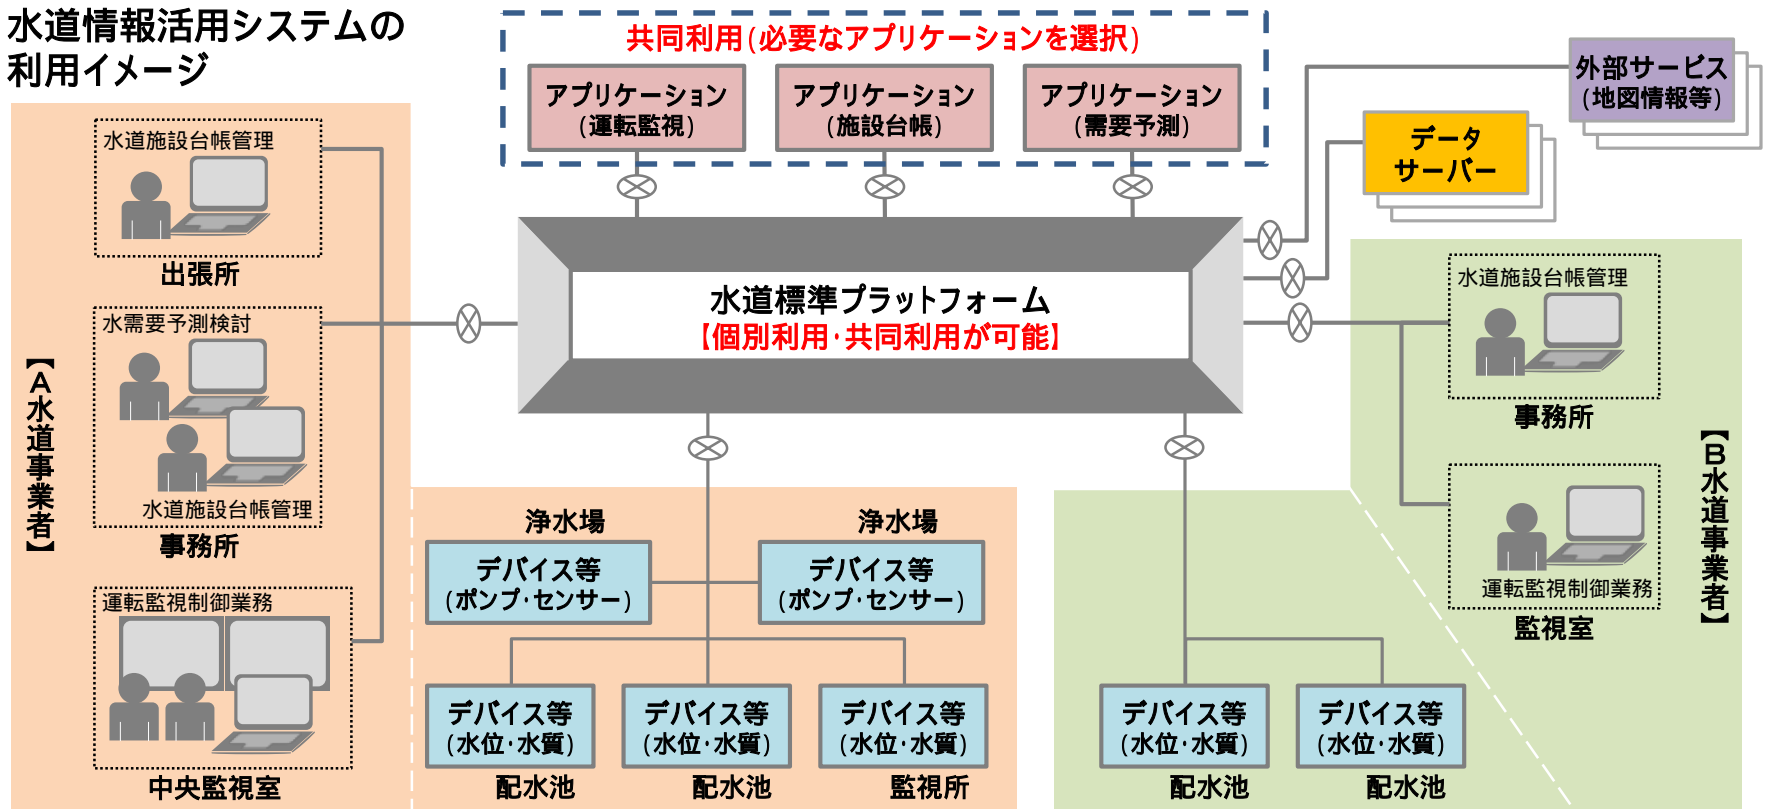 水道情報活用システムの
利用イメージ
共同利用(必要なアプリケーションを選択)
アプリケーション
(運転監視)
アプリケーション
(施設台帳)
アプリケーション
(需要予測)
外部サービス
(地図情報等)
データ
サーバー
水道標準プラットフォーム
【個別利用・共同利用が可能】
【A水道事業者】
水道施設台帳管理
出張所
水需要予測検討
水道施設台帳管理
事務所
運転監視制御業務
中央監視室
浄水場
デバイス等
(ポンプ・センサー)
浄水場
デバイス等
(ポンプ・センサー)
デバイス等
(水位・水質)
配水池
デバイス等
(水位・水質)
配水池
デバイス等
(水位・水質)
監視所
【B水道事業者】
水道施設台帳管理
事務所
運転監視制御業務
監視室
デバイス等
(水位・水質)
配水池
デバイス等
(水位・水質)
配水池